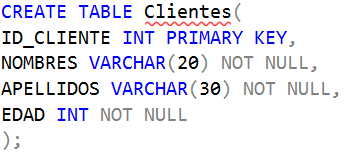 CREATE TABLE Clientes(
ID_CLIENTE INT PRIMARY KEY,
NOMBRES VARCHAR(20) NOT NULL,
APELLIDOS VARCHAR(30) NOT NULL,
EDAD INT NOT NULL
);